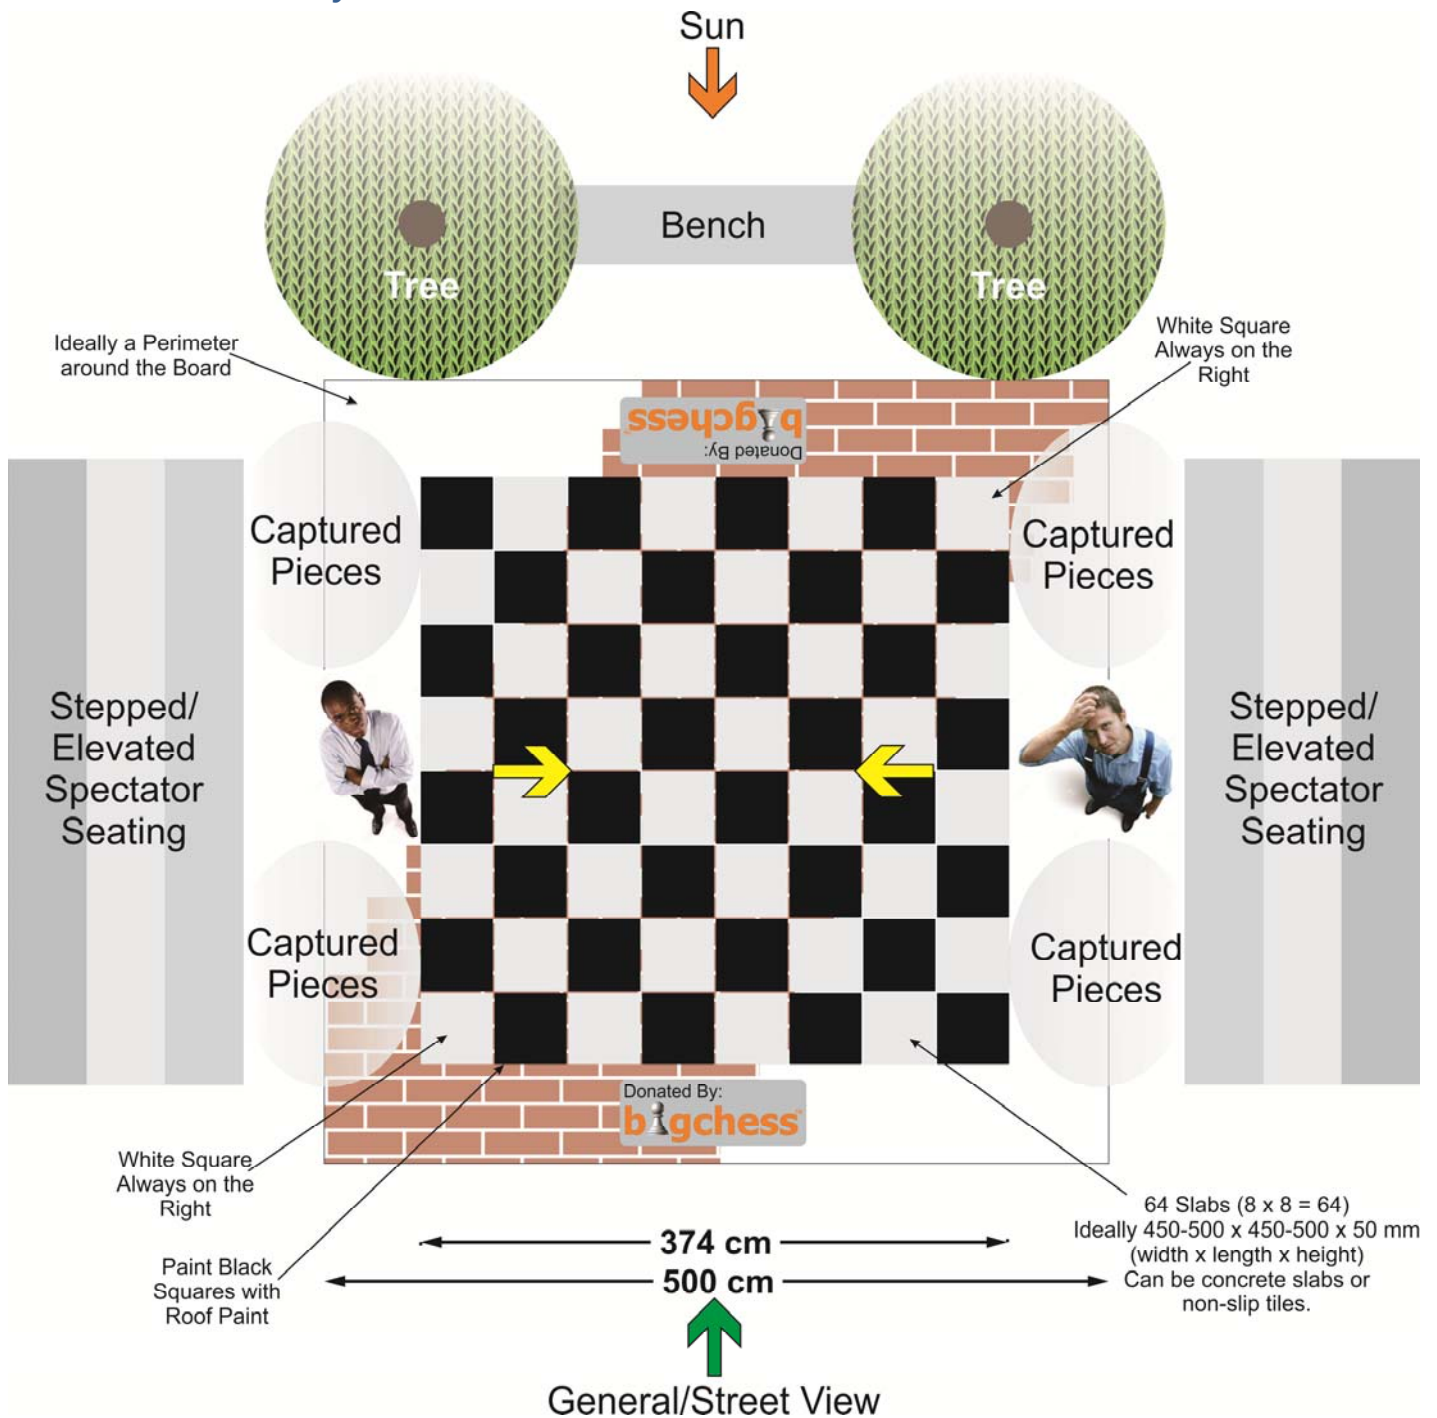 Sun
Bench
Tree
Tree
Ideally a Perimeter
around the Board
White Square
Always on the
Right
Donated By:
bigchess
Captured
Pieces
Captured
Pieces
Stepped/
Elevated
Spectator
Seating
Stepped/
Elevated
Spectator
Seating
Captured
Pieces
Captured
Pieces
Donated By:
bigchess
White Square
Always on the
Right
Paint Black
Squares with
Roof Paint
64 Slabs (8 x 8 = 64)
Ideally 450-500 x 450-500 x 50 mm
(width x length x height)
Can be concrete slabs or
non-slip tiles.
374 cm
500 cm
General/Street View